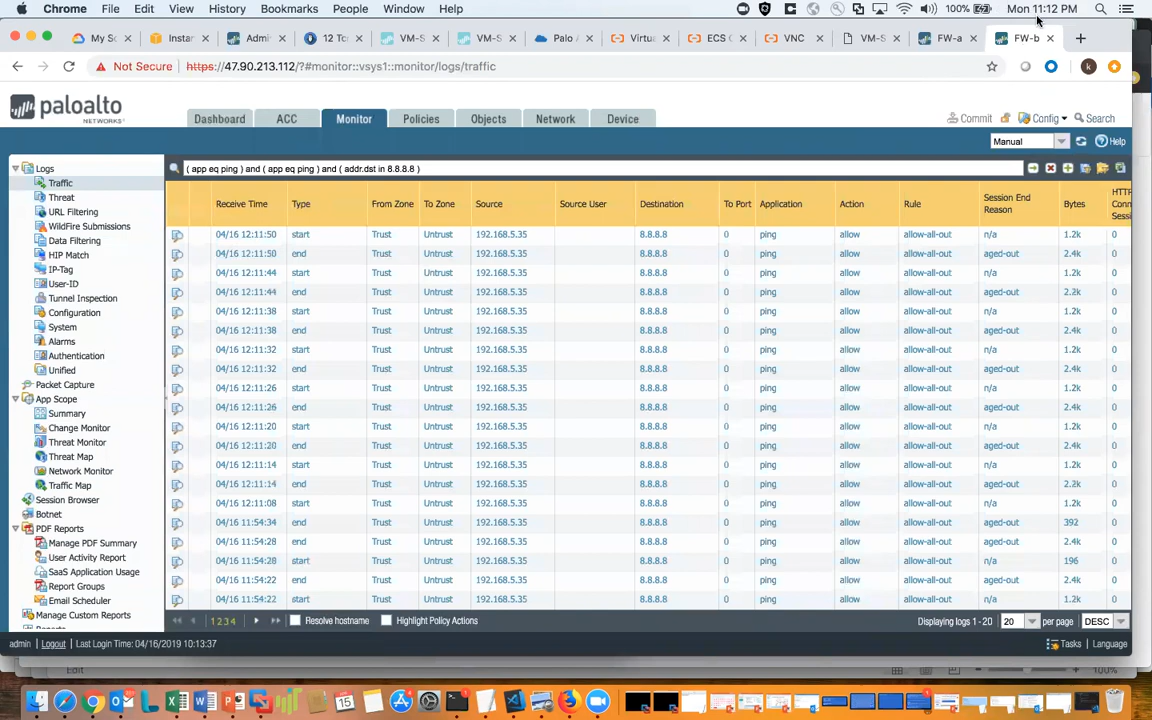 Chrome File Edit View History Bookmarks People Window Help 100% Mon 11:12 PM
My Sc Instan Admi 12 Tcr VM-S VM-S Palo A Virtua ECS C VNC VM-S FW-a FW-b
Not Secure https://47.90.213.112/?#monitor::vsys1::monitor/logs/traffic
paloalto NETWORKS
Dashboard ACC Monitor Policies Objects Network Device
Commit Config Search
Manual Help
Logs
Traffic
Threat
URL Filtering
WildFire Submissions
Data Filtering
HIP Match
IP-Tag
User-ID
Tunnel Inspection
Configuration
System
Alarms
Authentication
Unified
Packet Capture
App Scope
Summary
Change Monitor
Threat Monitor
Threat Map
Network Monitor
Traffic Map
Session Browser
Botnet
PDF Reports
Manage PDF Summary
User Activity Report
SaaS Application Usage
Report Groups
Email Scheduler
Manage Custom Reports
( app eq ping ) and ( app eq ping ) and ( addr.dst in 8.8.8.8 )
Receive Time Type From Zone To Zone Source Source User Destination To Port Application Action Rule Session End Reason Bytes HTTP Conn Sessi
04/16 12:11:50 start Trust Untrust 192.168.5.35 8.8.8.8 0 ping allow allow-all-out n/a 1.2k 0
04/16 12:11:50 end Trust Untrust 192.168.5.35 8.8.8.8 0 ping allow allow-all-out aged-out 2.4k 0
04/16 12:11:44 start Trust Untrust 192.168.5.35 8.8.8.8 0 ping allow allow-all-out n/a 1.2k 0
04/16 12:11:44 end Trust Untrust 192.168.5.35 8.8.8.8 0 ping allow allow-all-out aged-out 2.2k 0
04/16 12:11:38 start Trust Untrust 192.168.5.35 8.8.8.8 0 ping allow allow-all-out n/a 1.2k 0
04/16 12:11:38 end Trust Untrust 192.168.5.35 8.8.8.8 0 ping allow allow-all-out aged-out 2.4k 0
04/16 12:11:32 start Trust Untrust 192.168.5.35 8.8.8.8 0 ping allow allow-all-out n/a 1.2k 0
04/16 12:11:32 end Trust Untrust 192.168.5.35 8.8.8.8 0 ping allow allow-all-out aged-out 2.4k 0
04/16 12:11:26 start Trust Untrust 192.168.5.35 8.8.8.8 0 ping allow allow-all-out n/a 1.2k 0
04/16 12:11:26 end Trust Untrust 192.168.5.35 8.8.8.8 0 ping allow allow-all-out aged-out 2.4k 0
04/16 12:11:20 start Trust Untrust 192.168.5.35 8.8.8.8 0 ping allow allow-all-out n/a 1.2k 0
04/16 12:11:20 end Trust Untrust 192.168.5.35 8.8.8.8 0 ping allow allow-all-out aged-out 2.4k 0
04/16 12:11:14 start Trust Untrust 192.168.5.35 8.8.8.8 0 ping allow allow-all-out n/a 1.2k 0
04/16 12:11:14 end Trust Untrust 192.168.5.35 8.8.8.8 0 ping allow allow-all-out aged-out 2.2k 0
04/16 12:11:08 start Trust Untrust 192.168.5.35 8.8.8.8 0 ping allow allow-all-out n/a 1.2k 0
04/16 11:54:34 end Trust Untrust 192.168.5.35 8.8.8.8 0 ping allow allow-all-out aged-out 392 0
04/16 11:54:28 end Trust Untrust 192.168.5.35 8.8.8.8 0 ping allow allow-all-out aged-out 2.4k 0
04/16 11:54:28 start Trust Untrust 192.168.5.35 8.8.8.8 0 ping allow allow-all-out n/a 196 0
04/16 11:54:22 end Trust Untrust 192.168.5.35 8.8.8.8 0 ping allow allow-all-out aged-out 2.4k 0
04/16 11:54:22 start Trust Untrust 192.168.5.35 8.8.8.8 0 ping allow allow-all-out n/a 1.2k 0
1 2 3 4 Resolve hostname Highlight Policy Actions Displaying logs 1 - 20 20 per page DESC
admin Logout Last Login Time: 04/16/2019 10:13:37 Tasks Language
Edit 100%